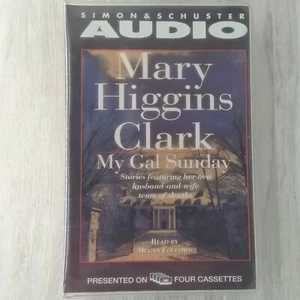 SIMON & SCHUSTER
AUDIO
Mary
Higgins
Clark
My Gal Sunday
Stories featuring her new
husband-and-wife
team of sleuths
READ BY
MEGAN
PRESENTED ON FOUR CASSETTES